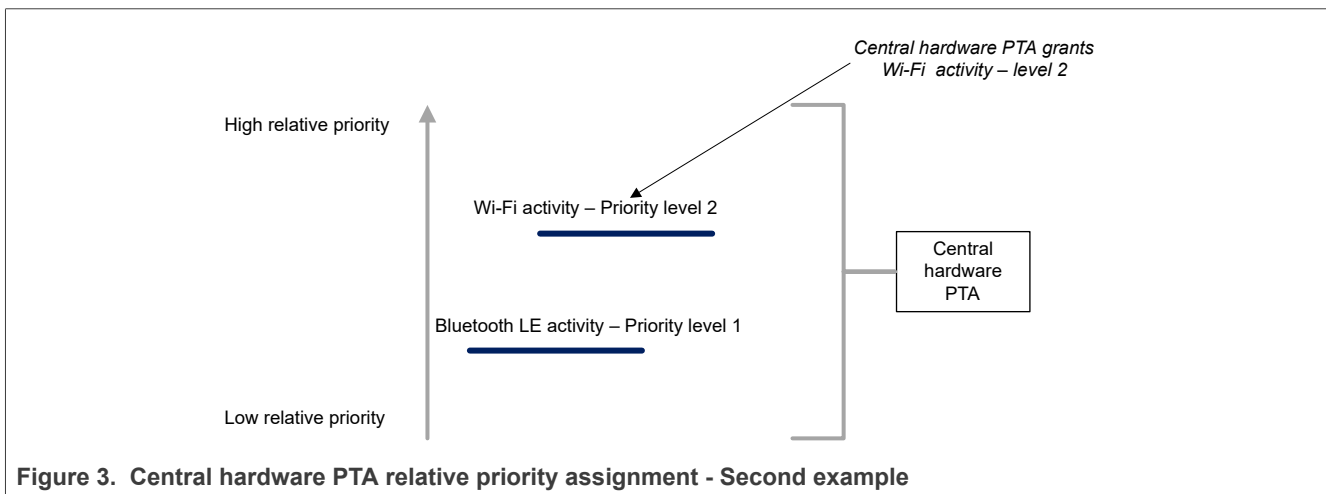 Central hardware PTA grants
Wi-Fi activity – level 2
High relative priority
Wi-Fi activity – Priority level 2
Central
hardware
PTA
Bluetooth LE activity – Priority level 1
Low relative priority
Figure 3. Central hardware PTA relative priority assignment - Second example